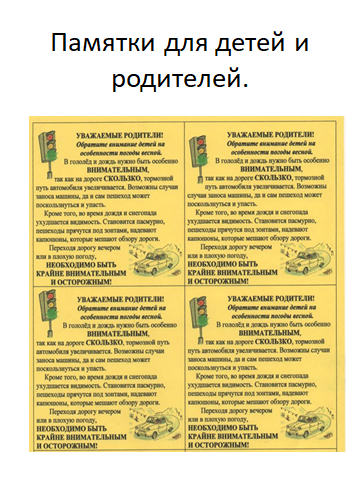 Памятки для детей и
родителей.
УВАЖАЕМЫЕ РОДИТЕЛИ!
Обратите внимание детей на
особенности погоды весной.
В гололёд и дождь нужно быть особенно
ВНИМАТЕЛЬНЫМ,
так как на дороге СКОЛЬЗКО, тормозной
путь автомобиля увеличивается. Возможны случаи
заноса машины, да и сам пешеход может
поскользнуться и упасть.
Кроме того, во время дождя и снегопада
ухудшается видимость. Становится пасмурно,
пешеходы прячутся под зонтами, надевают
капюшоны, которые мешают обзору дороги.
Переходя дорогу вечером
или в плохую погоду,
НЕОБХОДИМО БЫТЬ
КРАЙНЕ ВНИМАТЕЛЬНЫМ
И ОСТОРОЖНЫМ!
УВАЖАЕМЫЕ РОДИТЕЛИ!
Обратите внимание детей на
особенности погоды весной.
В гололёд и дождь нужно быть особенно
ВНИМАТЕЛЬНЫМ,
так как на дороге СКОЛЬЗКО, тормозной
путь автомобиля увеличивается. Возможны случаи
заноса машины, да и сам пешеход может
поскользнуться и упасть.
Кроме того, во время дождя и снегопада
ухудшается видимость. Становится пасмурно,
пешеходы прячутся под зонтами, надевают
капюшоны, которые мешают обзору дороги.
Переходя дорогу вечером
или в плохую погоду,
НЕОБХОДИМО БЫТЬ
КРАЙНЕ ВНИМАТЕЛЬНЫМ
И ОСТОРОЖНЫМ!
УВАЖАЕМЫЕ РОДИТЕЛИ!
Обратите внимание детей на
особенности погоды весной.
В гололёд и дождь нужно быть особенно
ВНИМАТЕЛЬНЫМ,
так как на дороге СКОЛЬЗКО, тормозной
путь автомобиля увеличивается. Возможны случаи
заноса машины, да и сам пешеход может
поскользнуться и упасть.
Кроме того, во время дождя и снегопада
ухудшается видимость. Становится пасмурно,
пешеходы прячутся под зонтами, надевают
капюшоны, которые мешают обзору дороги.
Переходя дорогу вечером
или в плохую погоду,
НЕОБХОДИМО БЫТЬ
КРАЙНЕ ВНИМАТЕЛЬНЫМ
И ОСТОРОЖНЫМ!
УВАЖАЕМЫЕ РОДИТЕЛИ!
Обратите внимание детей на
особенности погоды весной.
В гололёд и дождь нужно быть особенно
ВНИМАТЕЛЬНЫМ,
так как на дороге СКОЛЬЗКО, тормозной
путь автомобиля увеличивается. Возможны случаи
заноса машины, да и сам пешеход может
поскользнуться и упасть.
Кроме того, во время дождя и снегопада
ухудшается видимость. Становится пасмурно,
пешеходы прячутся под зонтами, надевают
капюшоны, которые мешают обзору дороги.
Переходя дорогу вечером
или в плохую погоду,
НЕОБХОДИМО БЫТЬ
КРАЙНЕ ВНИМАТЕЛЬНЫМ
И ОСТОРОЖНЫМ!